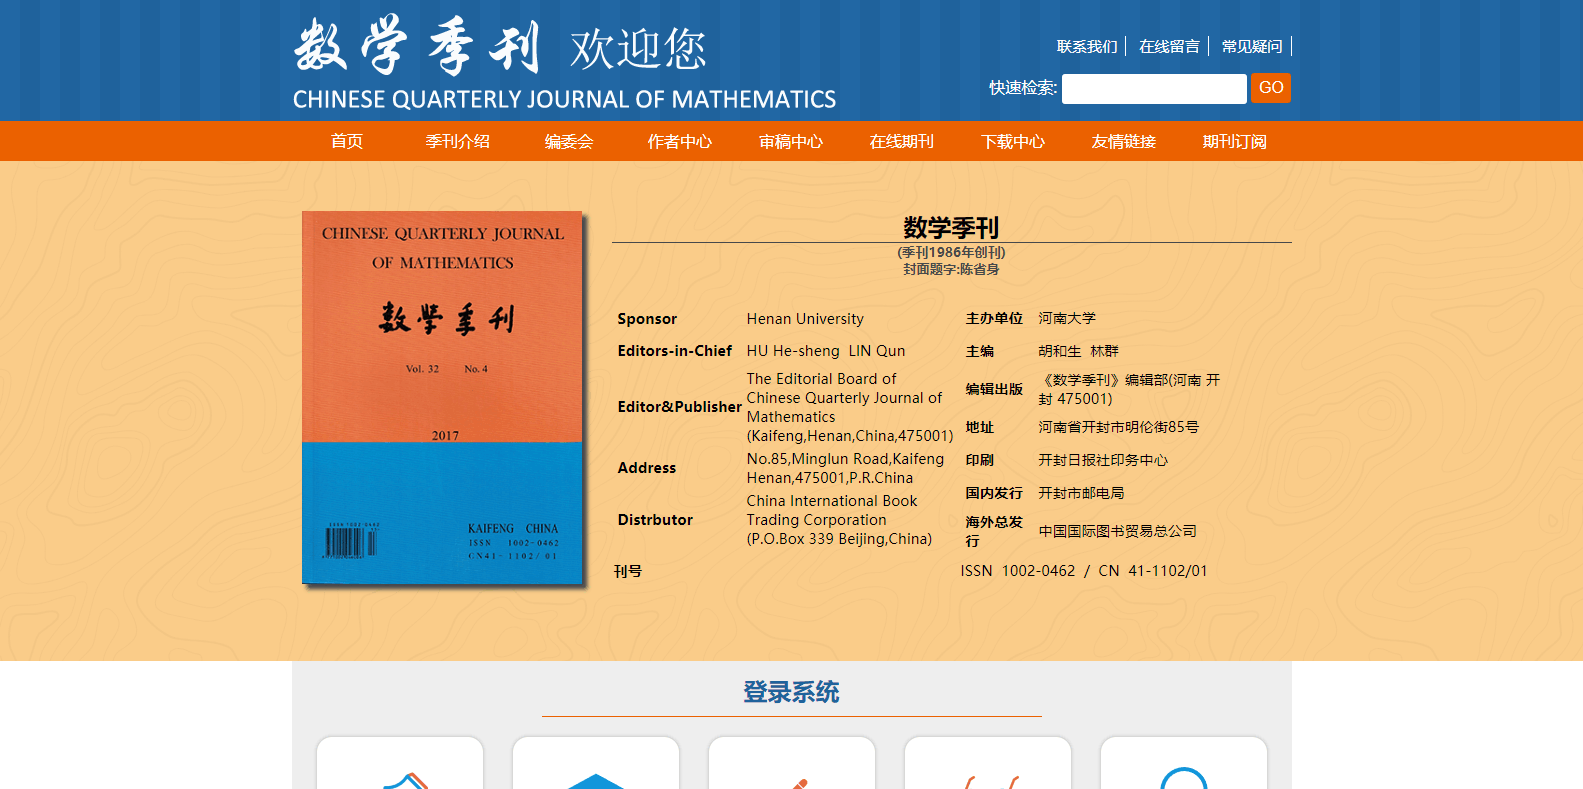 数学季刊 欢迎您
CHINESE QUARTERLY JOURNAL OF MATHEMATICS
联系我们 在线留言 常见疑问
快速检索: GO
首页 季刊介绍 编委会 作者中心 审稿中心 在线期刊 下载中心 友情链接 期刊订阅
CHINESE QUARTERLY JOURNAL
OF MATHEMATICS
数学季刊
Vol. 32 No. 4
2017
KAIFENG CHINA
ISSN 1002-0462
CN41-1102/01
数学季刊
(季刊1986年创刊)
封面题字:陈省身
Sponsor Henan University
Editors-in-Chief HU He-sheng LIN Qun
Editor&Publisher
The Editorial Board of
Chinese Quarterly Journal of
Mathematics
(Kaifeng,Henan,China,475001)
Address
No.85,Minglun Road,Kaifeng
Henan,475001,P.R.China
Distrbutor
China International Book
Trading Corporation
(P.O.Box 339 Beijing,China)
主办单位 河南大学
主编 胡和生 林群
编辑出版
《数学季刊》编辑部(河南 开
封 475001)
地址 河南省开封市明伦街85号
印刷 开封日报社印务中心
国内发行 开封市邮电局
海外总发
行
中国国际图书贸易总公司
刊号 ISSN 1002-0462 / CN 41-1102/01
登录系统